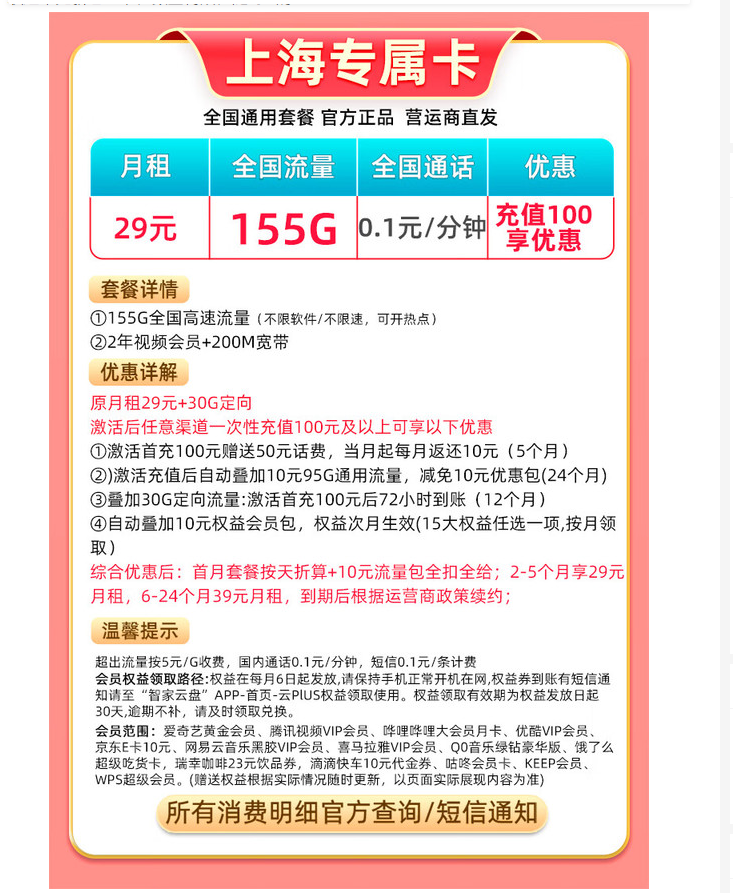 上海专属卡
全国通用套餐 官方正品 营运商直发
月租 全国流量 全国通话 优惠
29元 155G 0.1元/分钟 充值100
享优惠
套餐详情
①155G全国高速流量（不限软件/不限速，可开热点）
②2年视频会员+200M宽带
优惠详解
原月租29元+30G定向
激活后任意渠道一次性充值100元及以上可享以下优惠
①激活首充100元赠送50元话费，当月起每月返还10元（5个月）
②)激活充值后自动叠加10元95G通用流量，减免10元优惠包(24个月)
③叠加30G定向流量:激活首充100元后72小时到账（12个月）
④自动叠加10元权益会员包，权益次月生效(15大权益任选一项,按月领
取）
综合优惠后：首月套餐按天折算+10元流量包全扣全给；2-5个月享29元
月租，6-24个月39元月租，到期后根据运营商政策续约；
温馨提示
超出流量按5元/G收费，国内通话0.1元/分钟，短信0.1元/条计费
会员权益领取路径:权益在每月6日起发放,请保持手机正常开机在网,权益券到账有短信通
知请至“智家云盘”APP-首页-云PlUS权益领取使用。权益领取有效期为权益发放日起
30天,逾期不补，请及时领取兑换。
会员范围：爱奇艺黄金会员、腾讯视频VIP会员、哗哩哗哩大会员月卡、优酷VIP会员、
京东E卡10元、网易云音乐黑胶VIP会员、喜马拉雅VIP会员、Q0音乐绿钻豪华版、饿了么
超级吃货卡，瑞幸咖啡23元饮品券，滴滴快车10元代金券、咕咚会员卡、KEEP会员、
WPS超级会员。(赠送权益根据实际情况随时更新，以页面实际展现内容为准)
所有消费明细官方查询/短信通知